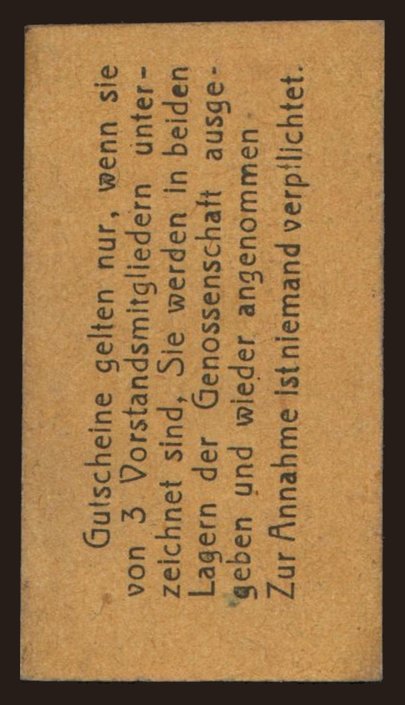 Gutscheine gelten nur, wenn sie
von 3 Vorstandsmitgliedern unter-
zeichnet sind, Sie werden in beiden
Lagern der Genossenschaft ausge-
geben und wieder angenommen.
Zur Annahme ist niemand verpflichtet.